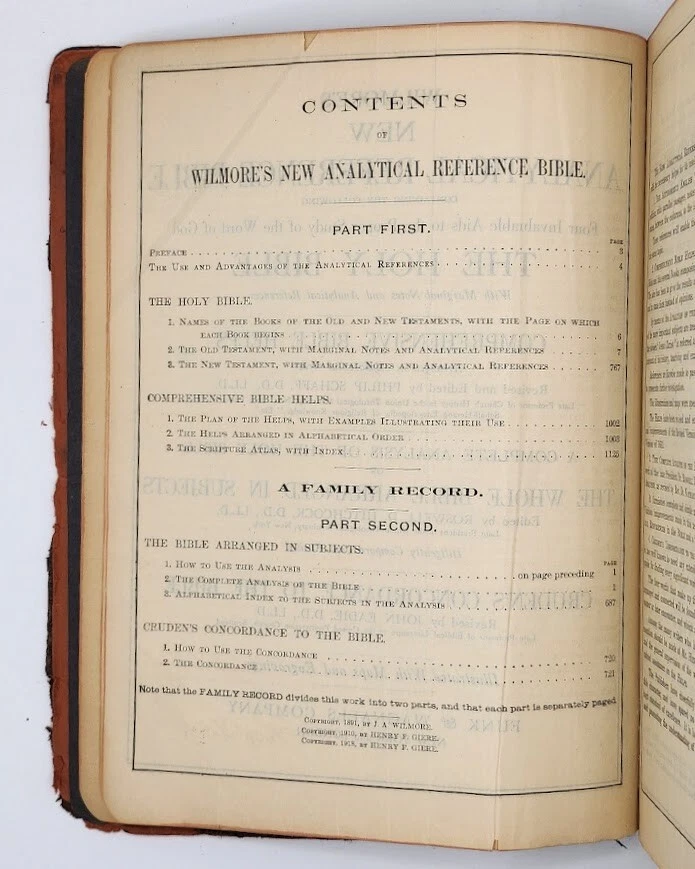 CONTENTS
OF
WILMORE'S NEW ANALYTICAL REFERENCE BIBLE.
PART FIRST.
PAGE
PREFACE 3
THE USE AND ADVANTAGES OF THE ANALYTICAL REFERENCES 4
THE HOLY BIBLE.
1. NAMES OF THE BOOKS OF THE OLD AND NEW TESTAMENTS, WITH THE PAGE ON WHICH
EACH BOOK BEGINS 6
2. THE OLD TESTAMENT, WITH MARGINAL NOTES AND ANALYTICAL REFERENCES 7
3. THE NEW TESTAMENT, WITH MARGINAL NOTES AND ANALYTICAL REFERENCES 767
COMPREHENSIVE BIBLE HELPS.
1. THE PLAN OF THE HELPS, WITH EXAMPLES ILLUSTRATING THEIR USE 1002
2. THE HELPS ARRANGED IN ALPHABETICAL ORDER 1003
3. THE SCRIPTURE ATLAS, WITH INDEX 1125
A FAMILY RECORD.
PART SECOND.
THE BIBLE ARRANGED IN SUBJECTS.
PAGE
1. HOW TO USE THE ANALYSIS on page preceding 1
2. THE COMPLETE ANALYSIS OF THE BIBLE 1
3. ALPHABETICAL INDEX TO THE SUBJECTS IN THE ANALYSIS 687
CRUDEN'S CONCORDANCE TO THE BIBLE.
1. HOW TO USE THE CONCORDANCE 720
2. THE CONCORDANCE 721
Note that the FAMILY RECORD divides this work into two parts, and that each part is separately paged
COPYRIGHT, 1891, BY J. A. WILMORE.
COPYRIGHT, 1910, BY HENRY F. GIERE.
COPYRIGHT, 1918, BY HENRY F. GIERE.